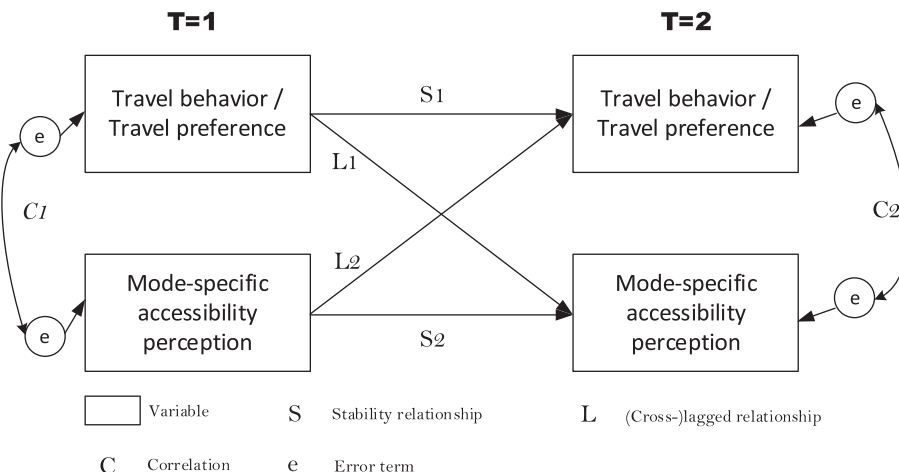 T=1
T=2
Travel behavior /
Travel preference
S1
Travel behavior /
Travel preference
e
e
L1
C1
C2
L2
Mode-specific
accessibility
perception
Mode-specific
accessibility
perception
e
e
S2
Variable
S Stability relationship
L (Cross-)lagged relationship
C Correlation
e Error term